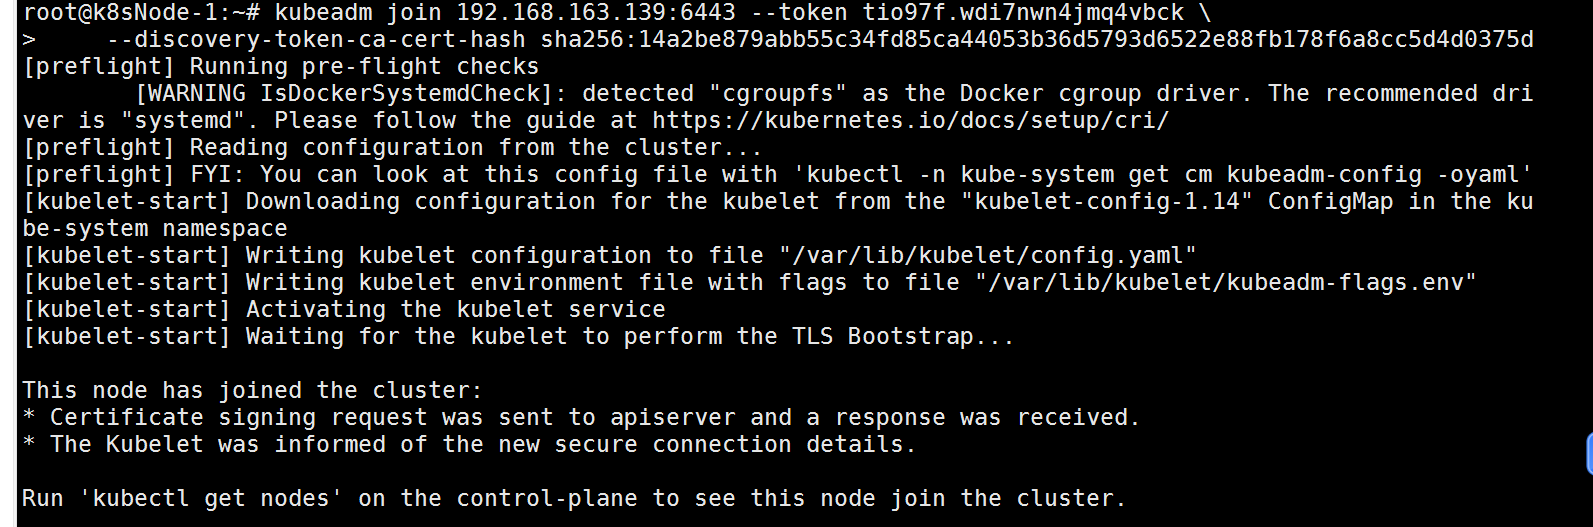 root@k8sNode-1:~# kubeadm join 192.168.163.139:6443 --token tio97f.wdi7nwn4jmq4vbck \
>     --discovery-token-ca-cert-hash sha256:14a2be879abb55c34fd85ca44053b36d5793d6522e88fb178f6a8cc5d4d0375d
[preflight] Running pre-flight checks
        [WARNING IsDockerSystemdCheck]: detected "cgroupfs" as the Docker cgroup driver. The recommended dri
ver is "systemd". Please follow the guide at https://kubernetes.io/docs/setup/cri/
[preflight] Reading configuration from the cluster...
[preflight] FYI: You can look at this config file with 'kubectl -n kube-system get cm kubeadm-config -oyaml'
[kubelet-start] Downloading configuration for the kubelet from the "kubelet-config-1.14" ConfigMap in the ku
be-system namespace
[kubelet-start] Writing kubelet configuration to file "/var/lib/kubelet/config.yaml"
[kubelet-start] Writing kubelet environment file with flags to file "/var/lib/kubelet/kubeadm-flags.env"
[kubelet-start] Activating the kubelet service
[kubelet-start] Waiting for the kubelet to perform the TLS Bootstrap...

This node has joined the cluster:
* Certificate signing request was sent to apiserver and a response was received.
* The Kubelet was informed of the new secure connection details.

Run 'kubectl get nodes' on the control-plane to see this node join the cluster.